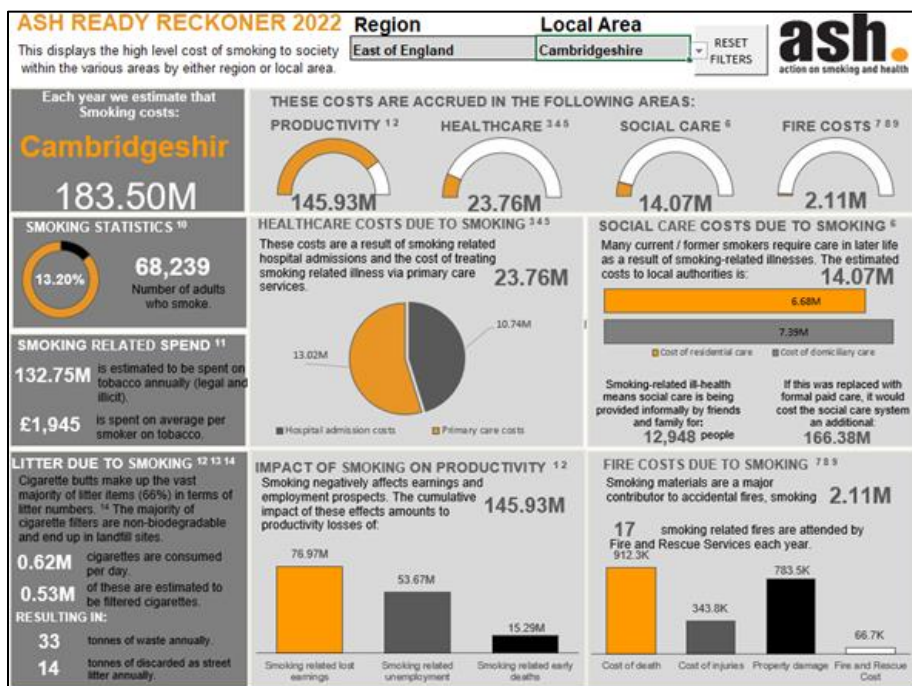 ASH READY RECKONER 2022
This displays the high level cost of smoking to society
within the various areas by either region or local area.
Region
Local Area
East of England
Cambridgeshire
RESET
FILTERS
ash.
action on smoking and health
Each year we estimate that
Smoking costs:
Cambridgeshir
183.50M
THESE COSTS ARE ACCRUED IN THE FOLLOWING AREAS:
PRODUCTIVITY 1 2
HEALTHCARE 3 4 5
SOCIAL CARE 6
FIRE COSTS 7 8 9
145.93M
23.76M
14.07M
2.11M
SMOKING STATISTICS 10
13.20%
68,239
Number of adults
who smoke.
HEALTHCARE COSTS DUE TO SMOKING 3 4 5
These costs are a result of smoking related
hospital admissions and the cost of treating
smoking related illness via primary care
services.
23.76M
13.02M
10.74M
Hospital admission costs
Primary care costs
SOCIAL CARE COSTS DUE TO SMOKING 6
Many current / former smokers require care in later life
as a result of smoking-related illnesses. The estimated
costs to local authorities is:
14.07M
6.68M
7.39M
Cost of residential care
Cost of domiciliary care
Smoking-related ill-health
means social care is being
provided informally by friends
and family for:
12,948 people
If this was replaced with
formal paid care, it would
cost the social care system
an additional:
166.38M
SMOKING RELATED SPEND 11
132.75M
is estimated to be spent on
tobacco annually (legal and
illicit).
£1,945
is spent on average per
smoker on tobacco.
LITTER DUE TO SMOKING 12 13 14
Cigarette butts make up the vast
majority of litter items (66%) in terms of
litter numbers. 14 The majority of
cigarette filters are non-biodegradable
and end up in landfill sites.
0.62M
cigarettes are consumed
per day.
0.53M
of these are estimated to
be filtered cigarettes.
RESULTING IN:
33
tonnes of waste annually.
14
tonnes of discarded as street
litter annually.
IMPACT OF SMOKING ON PRODUCTIVITY 1 2
Smoking negatively affects earnings and
employment prospects. The cumulative
impact of these effects amounts to
productivity losses of:
145.93M
76.97M
53.67M
15.29M
Smoking related lost
earnings
Smoking related
unemployment
Smoking related early
deaths
FIRE COSTS DUE TO SMOKING 7 8 9
Smoking materials are a major
contributor to accidental fires, smoking
2.11M
17
smoking related fires are attended by
Fire and Rescue Services each year.
912.3K
343.8K
783.5K
66.7K
Cost of death
Cost of injuries
Property damage
Fire and Rescue
Cost